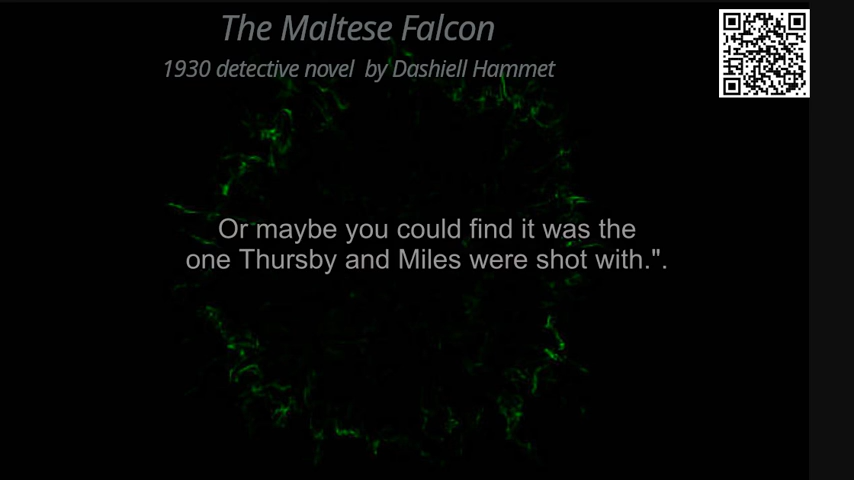 The Maltese Falcon
1930 detective novel by Dashiell Hammet
Or maybe you could find it was the
one Thursby and Miles were shot with.".